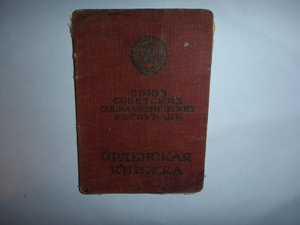 СОЮЗ
СОВЕТСКИХ
СОЦИАЛИСТИЧЕСКИХ
РЕСПУБЛИК
ОРДЕНСКАЯ
КНИЖКА